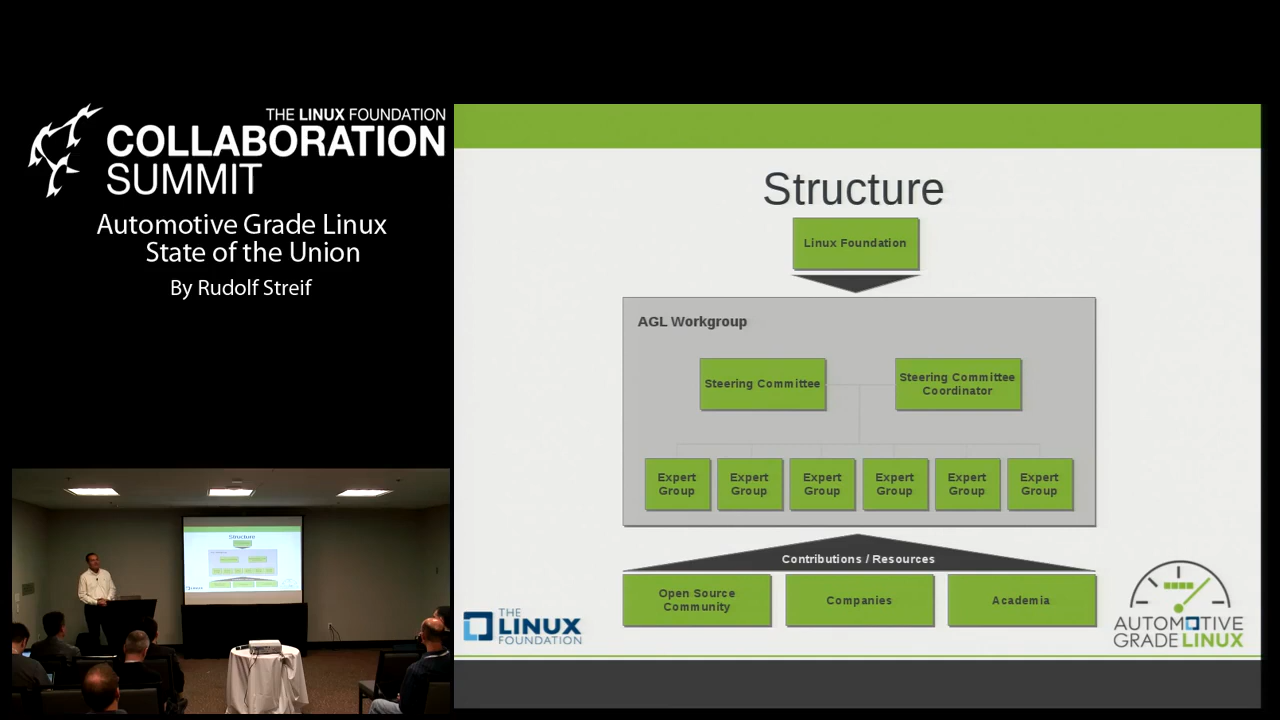 THE LINUX FOUNDATION
COLLABORATION
SUMMIT
Automotive Grade Linux
State of the Union
By Rudolf Streif
Structure
Linux Foundation
AGL Workgroup
Steering Committee
Steering Committee
Coordinator
Expert
Group
Expert
Group
Expert
Group
Expert
Group
Expert
Group
Expert
Group
Contributions / Resources
Open Source
Community
Companies
Academia
THE
LINUX
FOUNDATION
AUTOMOTIVE
GRADE LINUX
Structure